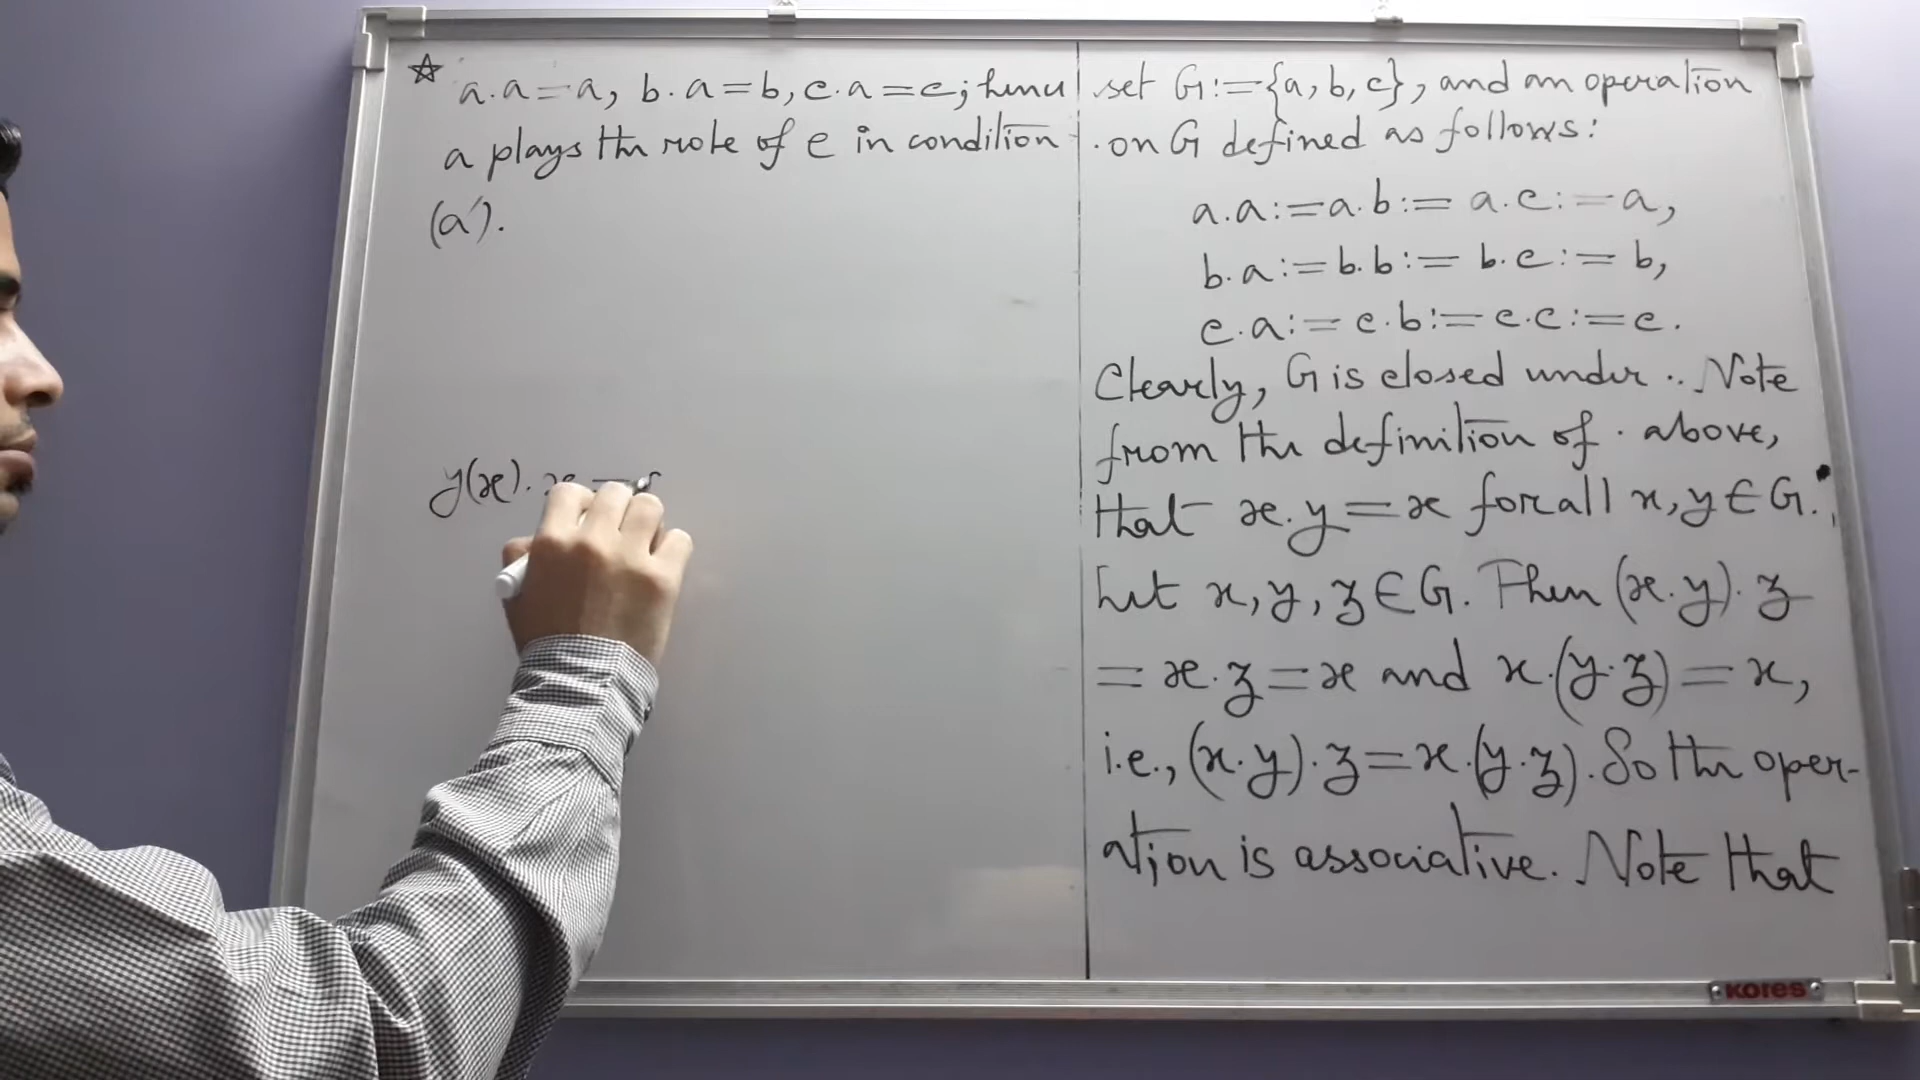 ☆ a.a=a, b.a=b, c.a=c; hence
a plays the role of e in condition
(a').
y(x).x =
set G:={a,b,c}, and an operation
. on G defined as follows:
a.a:=a.b:=a.c:=a,
b.a:=b.b:=b.c:=b,
c.a:=c.b:=c.c:=c.
Clearly, G is closed under .. Note
from the definition of . above,
that x.y=x for all x,y∈G.
Let x,y,z∈G. Then (x.y).z
=x.z=x and x.(y.z)=x,
i.e., (x.y).z=x.(y.z). So the oper-
ation is associative. Note that
KORES